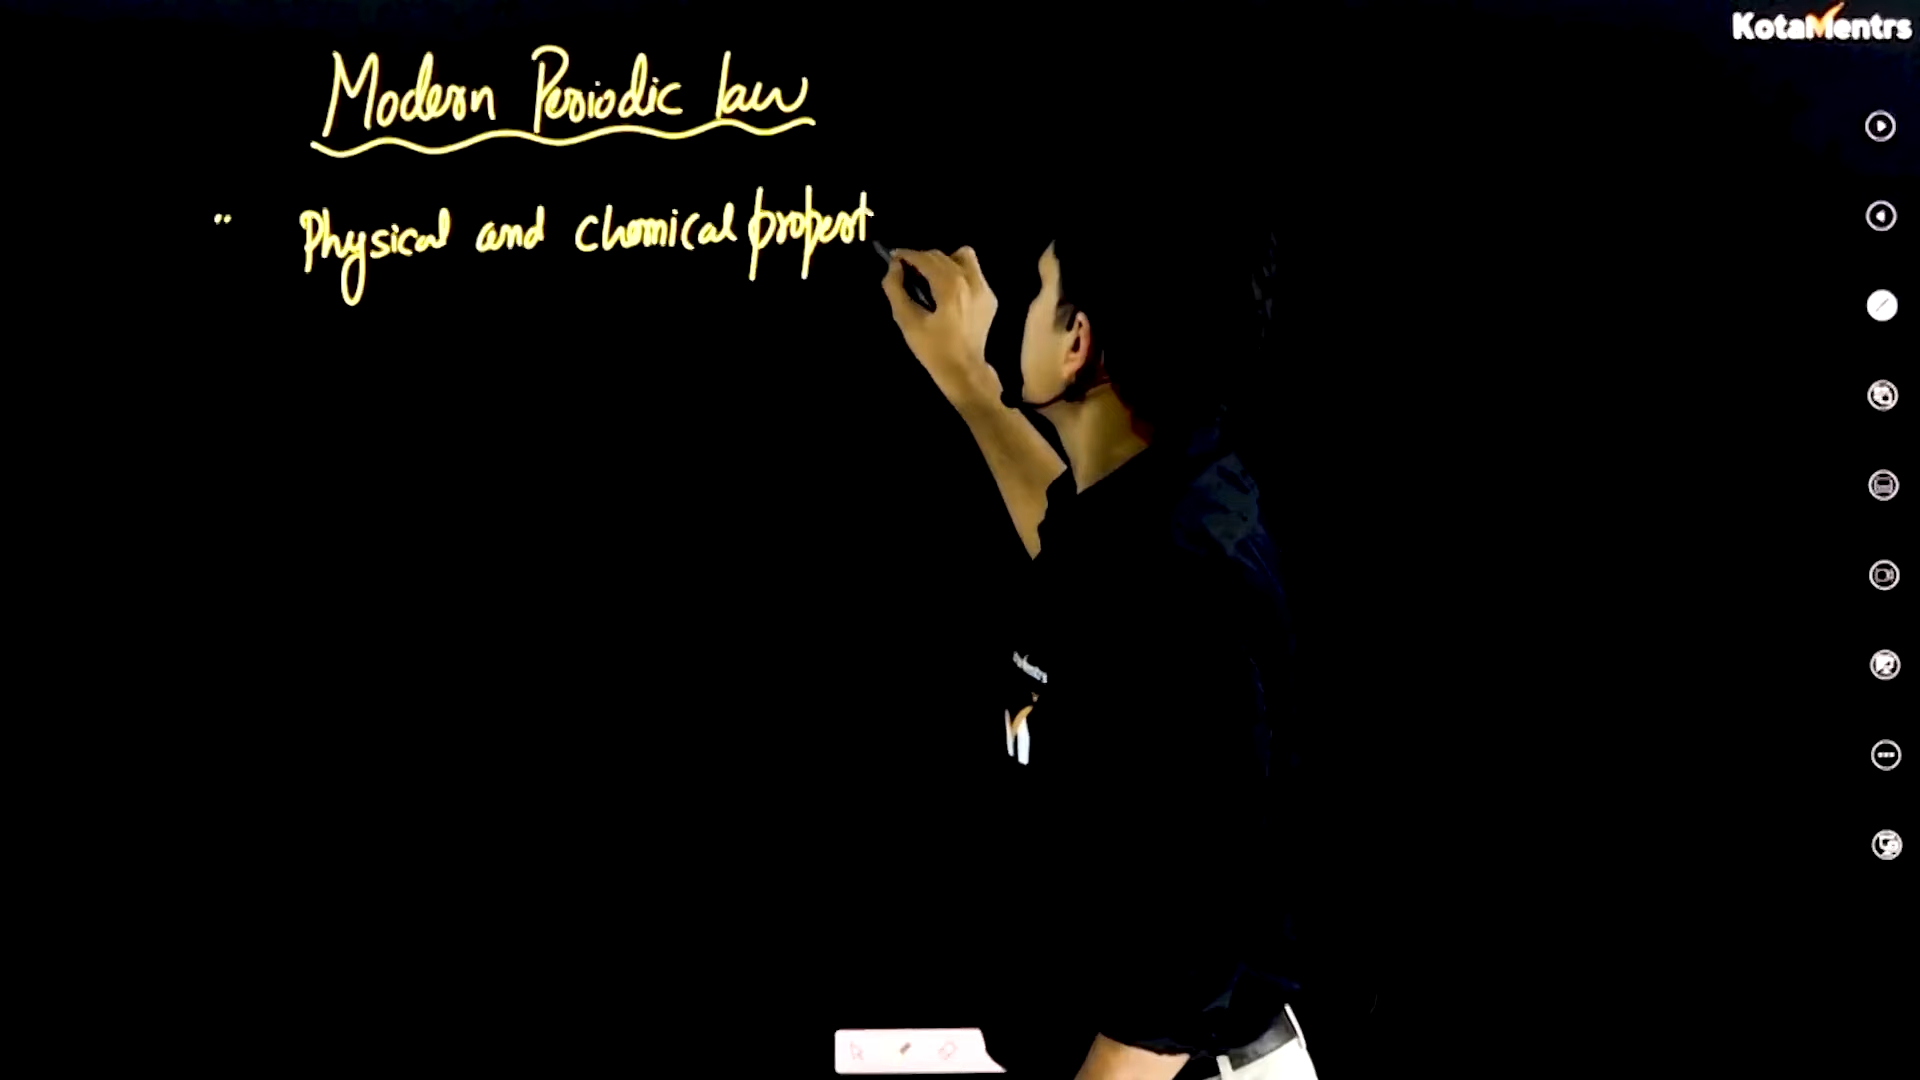 KotaMentrs
Modern Periodic law
" Physical and chemical propert